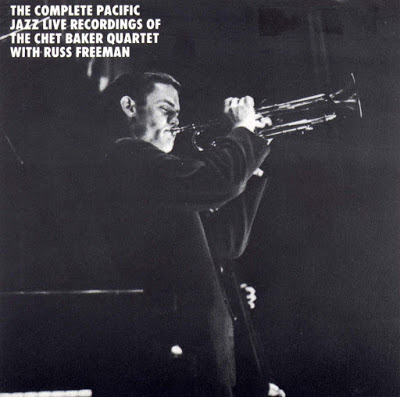 THE COMPLETE PACIFIC
JAZZ LIVE RECORDINGS OF
THE CHET BAKER QUARTET
WITH RUSS FREEMAN